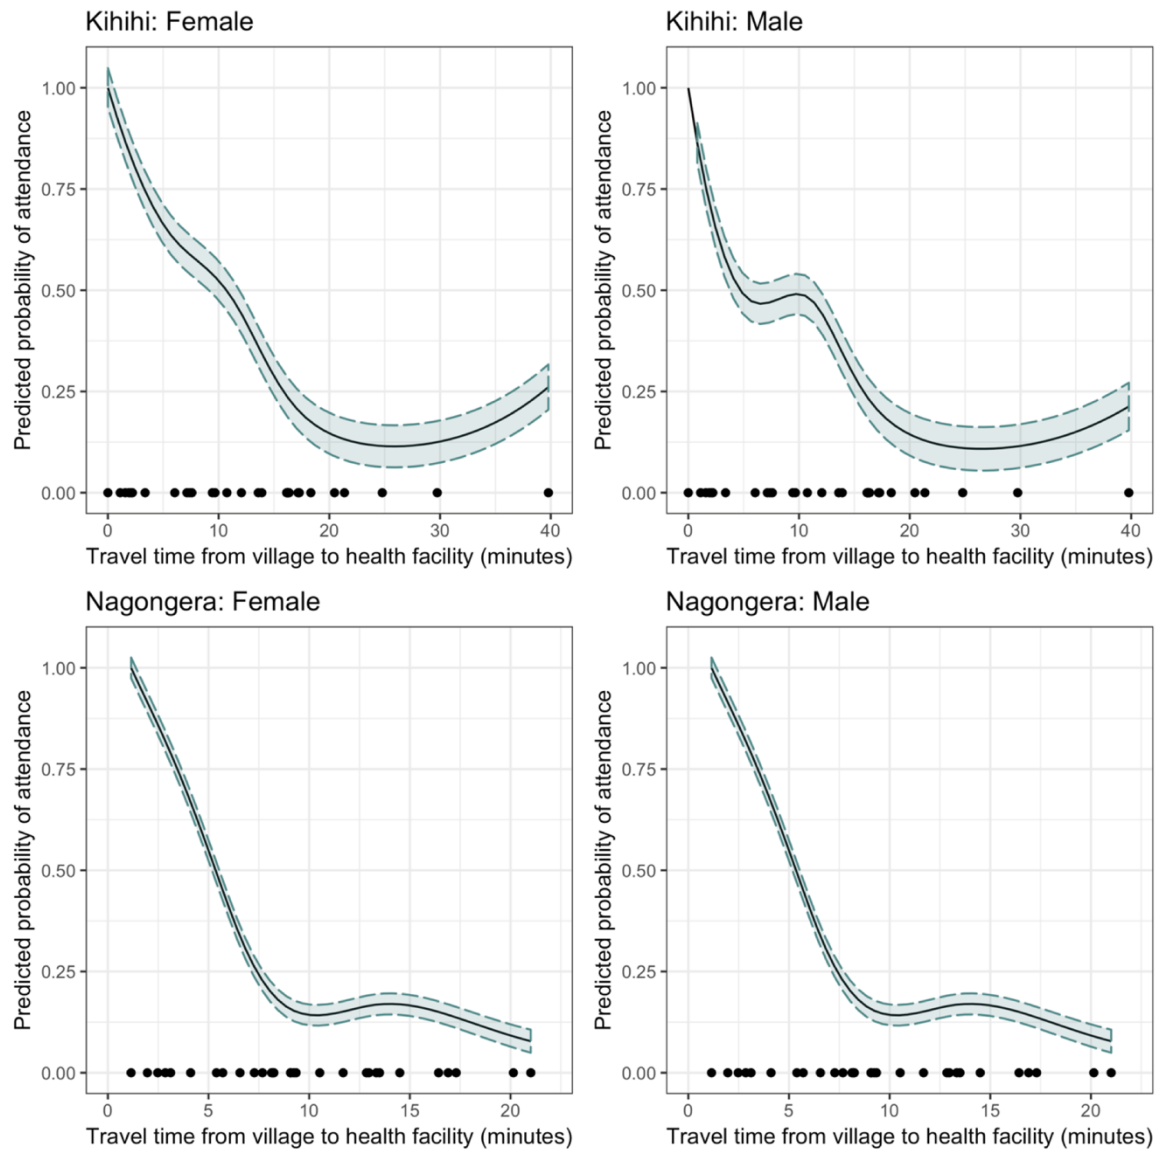 Kihihi: Female
Predicted probability of attendance
1.00
0.75
0.50
0.25
0.00
0 10 20 30 40
Travel time from village to health facility (minutes)
Kihihi: Male
Predicted probability of attendance
1.00
0.75
0.50
0.25
0.00
0 10 20 30 40
Travel time from village to health facility (minutes)
Nagongera: Female
Predicted probability of attendance
1.00
0.75
0.50
0.25
0.00
0 5 10 15 20
Travel time from village to health facility (minutes)
Nagongera: Male
Predicted probability of attendance
1.00
0.75
0.50
0.25
0.00
0 5 10 15 20
Travel time from village to health facility (minutes)